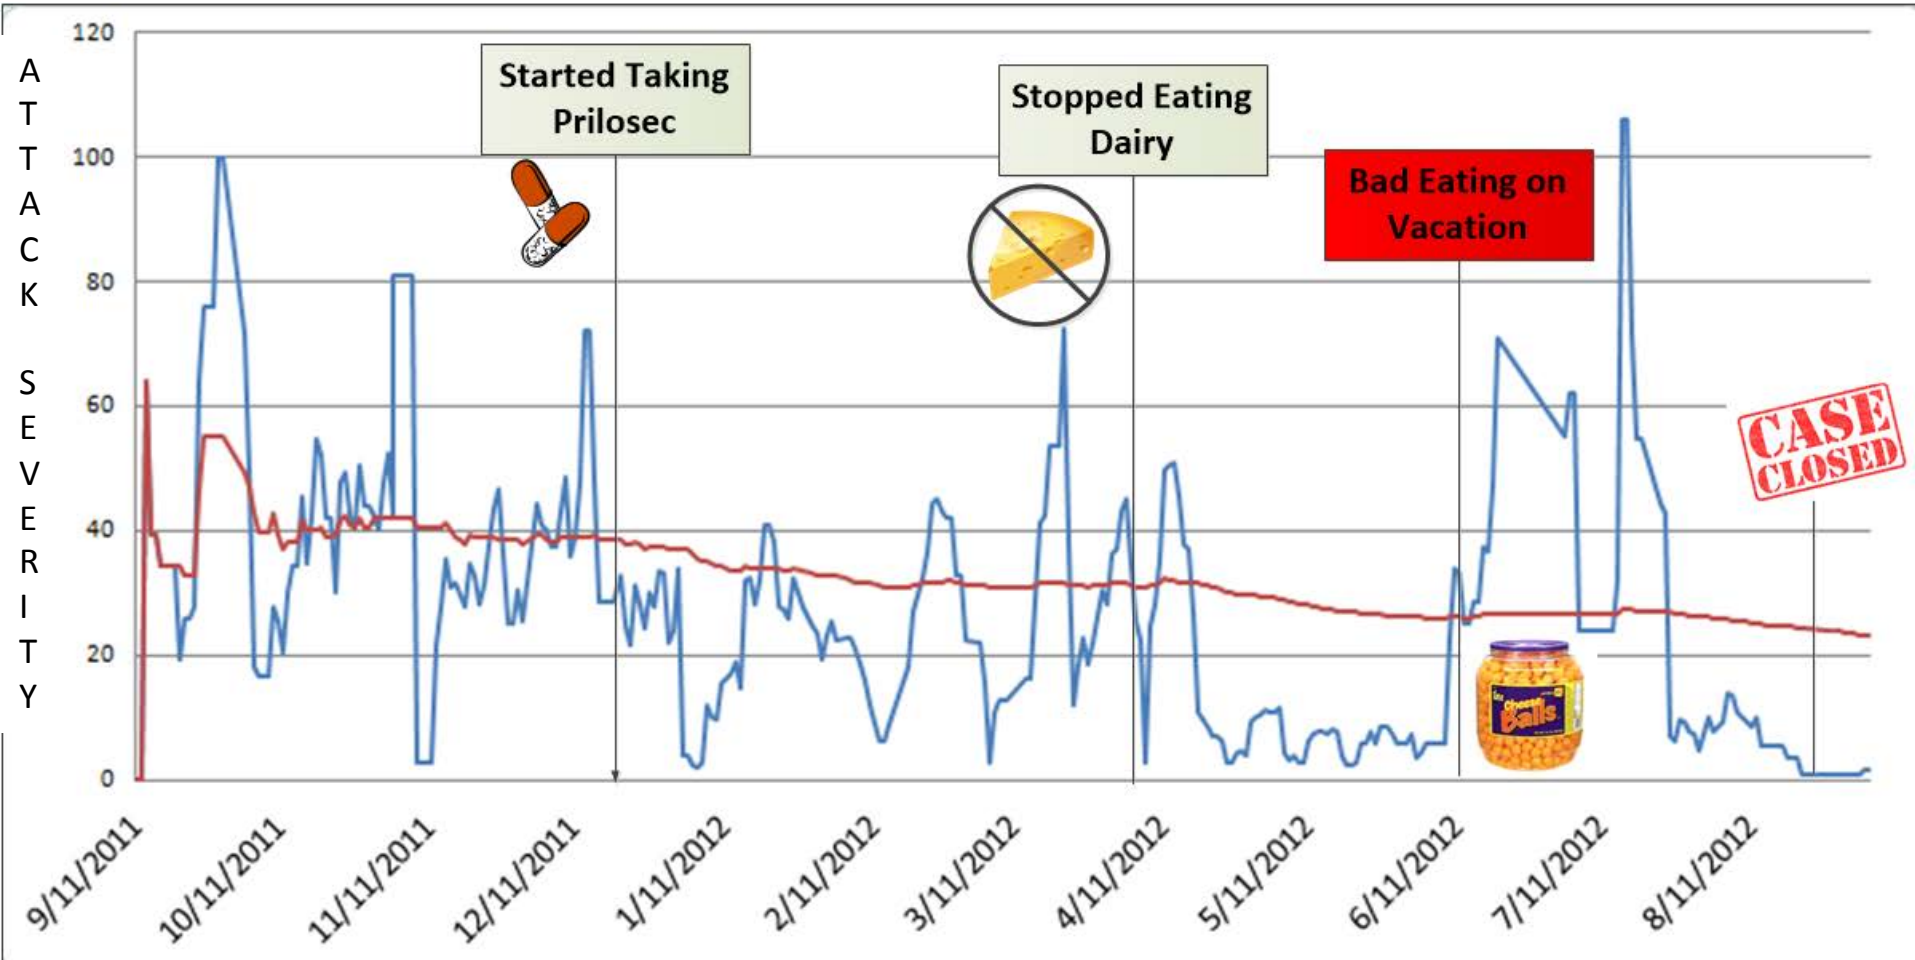 ATTACK SEVERITY
120
100
80
60
40
20
0
Started Taking
Prilosec
Stopped Eating
Dairy
Bad Eating on
Vacation
CASE
CLOSED
Cheese
Balls
9/11/2011
10/11/2011
11/11/2011
12/11/2011
1/11/2012
2/11/2012
3/11/2012
4/11/2012
5/11/2012
6/11/2012
7/11/2012
8/11/2012